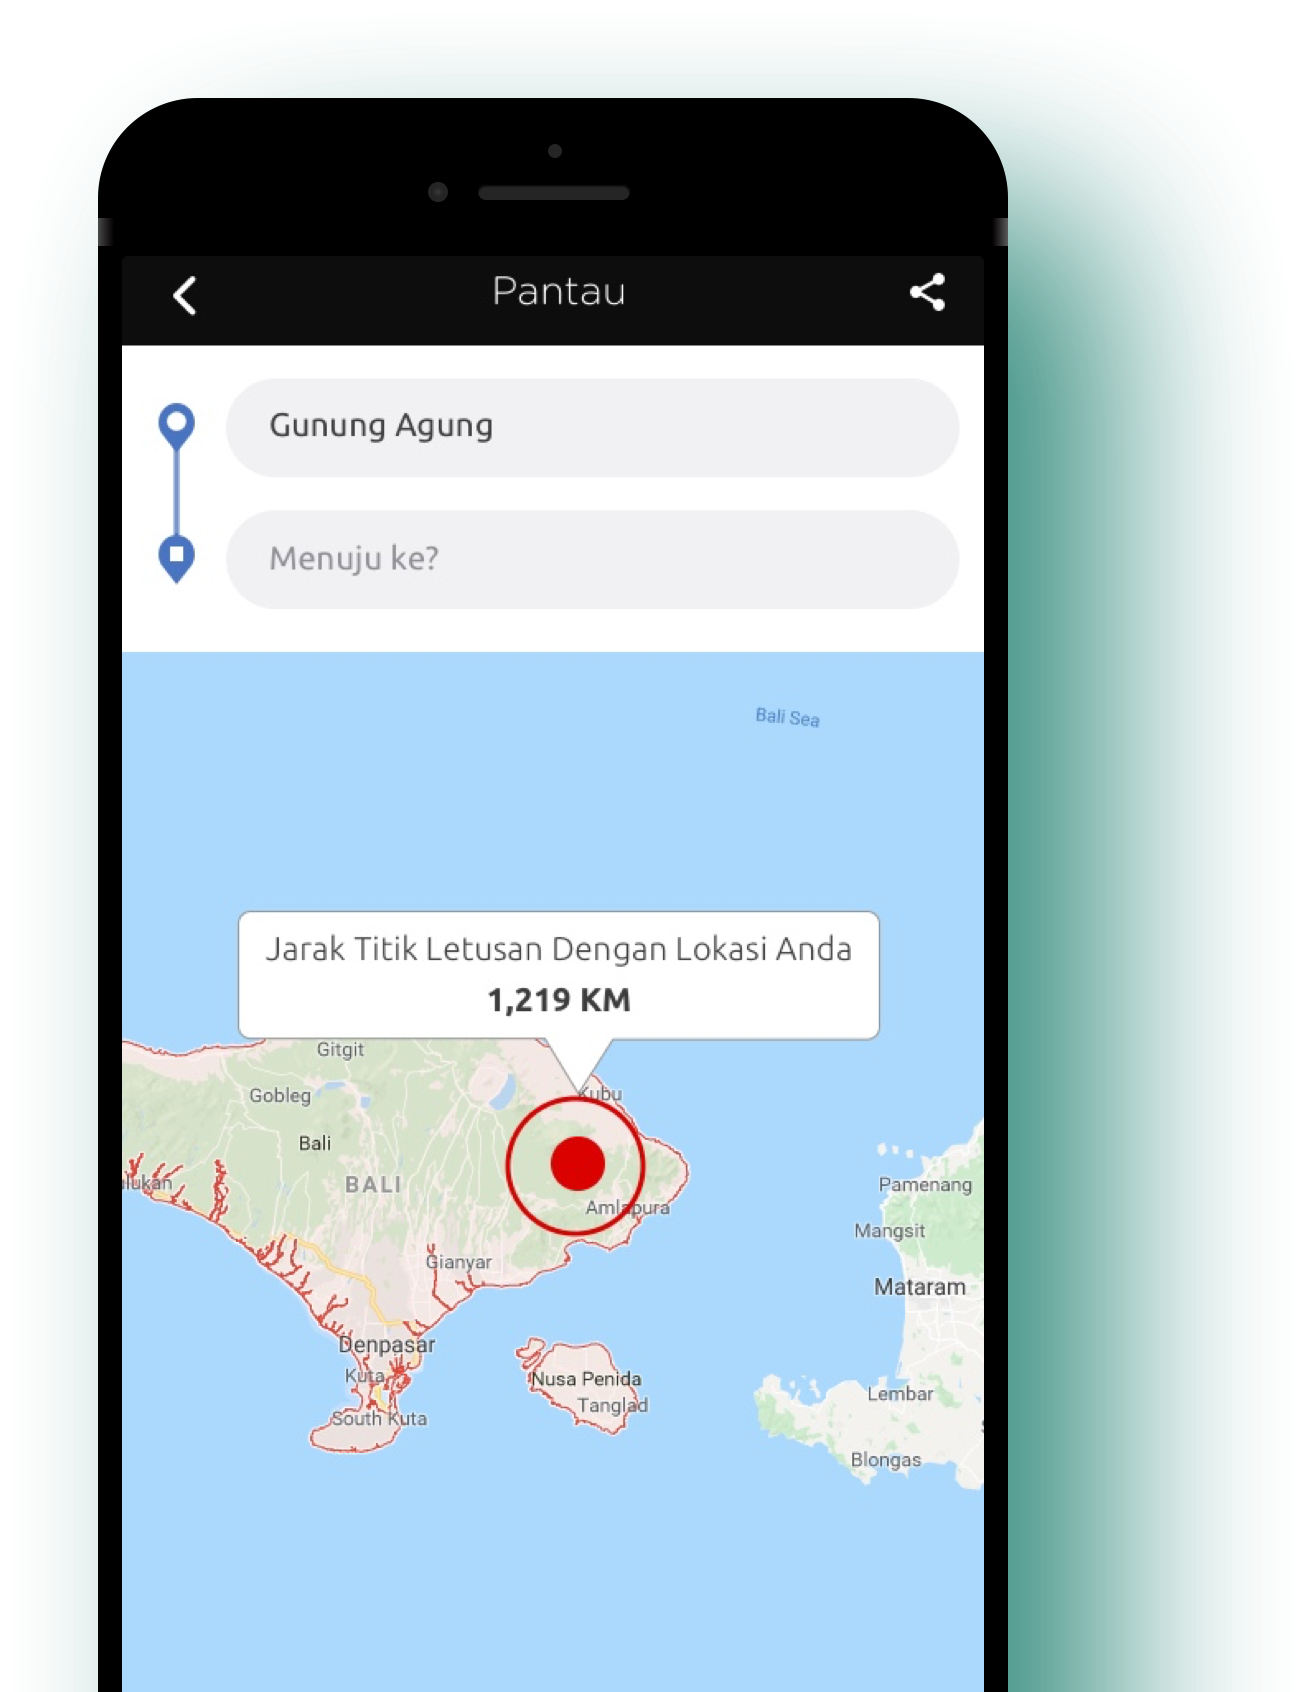 Pantau
Gunung Agung
Menuju ke?
Bali Sea
Jarak Titik Letusan Dengan Lokasi Anda
1,219 KM
Gitgit
Kubu
Gobleg
Bali
lukan
BALI
Pamenang
Amlapura
Mangsit
Gianyar
Mataram
Denpasar
Kuta
Nusa Penida
Lembar
Tanglad
South Kuta
Blongas